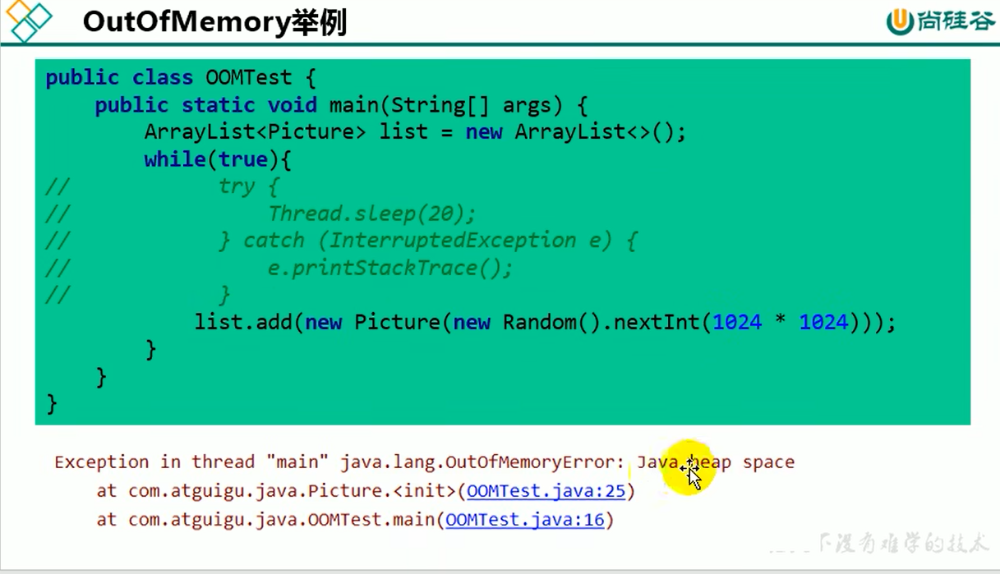 OutOfMemory举例
尚硅谷
public class OOMTest {
    public static void main(String[] args) {
        ArrayList<Picture> list = new ArrayList<>();
        while(true){
//            try {
//                Thread.sleep(20);
//            } catch (InterruptedException e) {
//                e.printStackTrace();
//            }
            list.add(new Picture(new Random().nextInt(1024 * 1024)));
        }
    }
}
Exception in thread "main" java.lang.OutOfMemoryError: Java heap space
    at com.atguigu.java.Picture.<init>(OOMTest.java:25)
    at com.atguigu.java.OOMTest.main(OOMTest.java:16)
下没有难学的技术